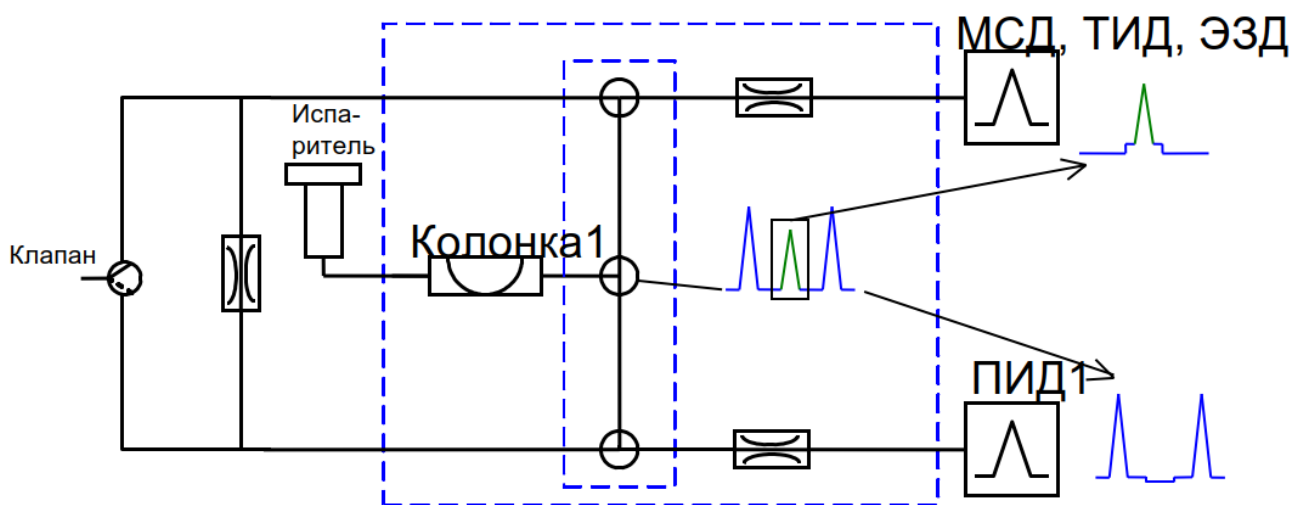 МСД, ТИД, ЭЗД
Испа-
ритель
Колонка1
Клапан
ПИД1